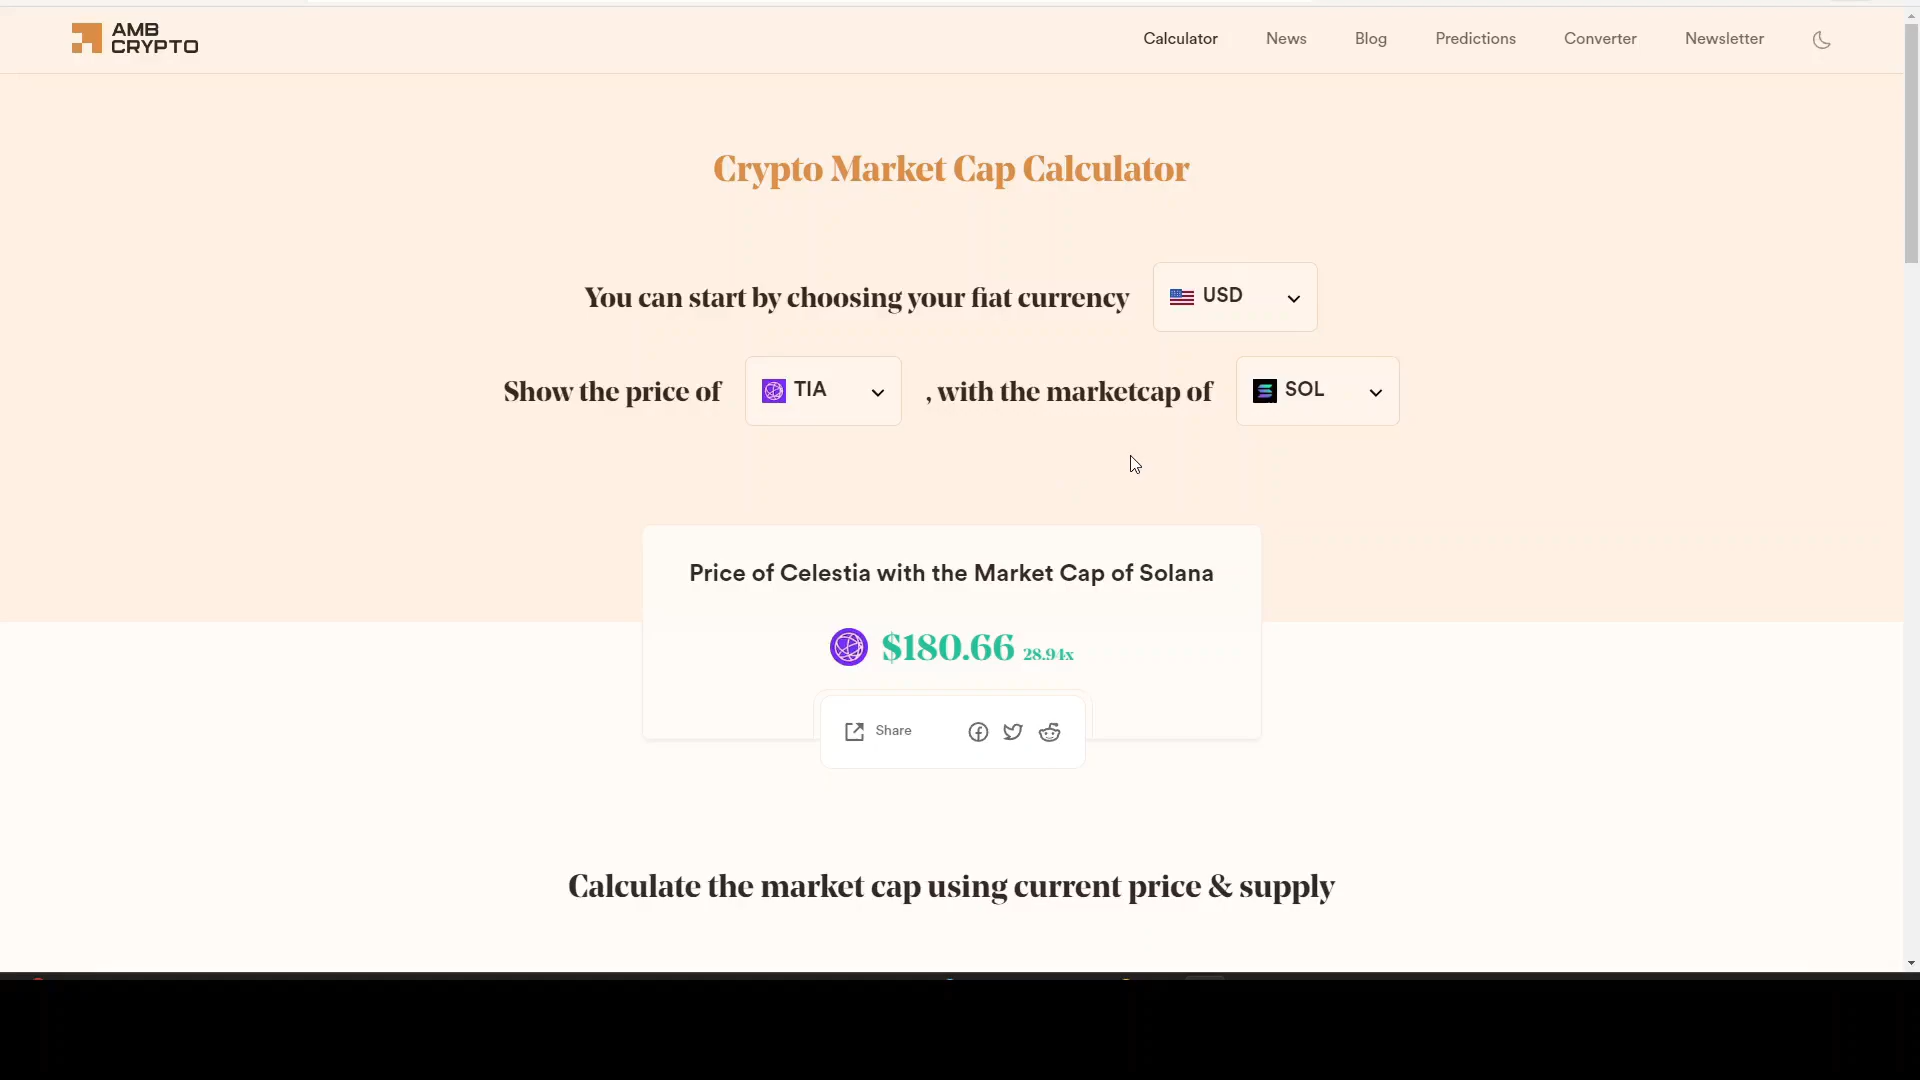 AMB
CRYPTO
Calculator
News
Blog
Predictions
Converter
Newsletter
Crypto Market Cap Calculator
You can start by choosing your fiat currency
USD
Show the price of
TIA
, with the marketcap of
SOL
Price of Celestia with the Market Cap of Solana
$180.66 28.94x
Share
Calculate the market cap using current price & supply